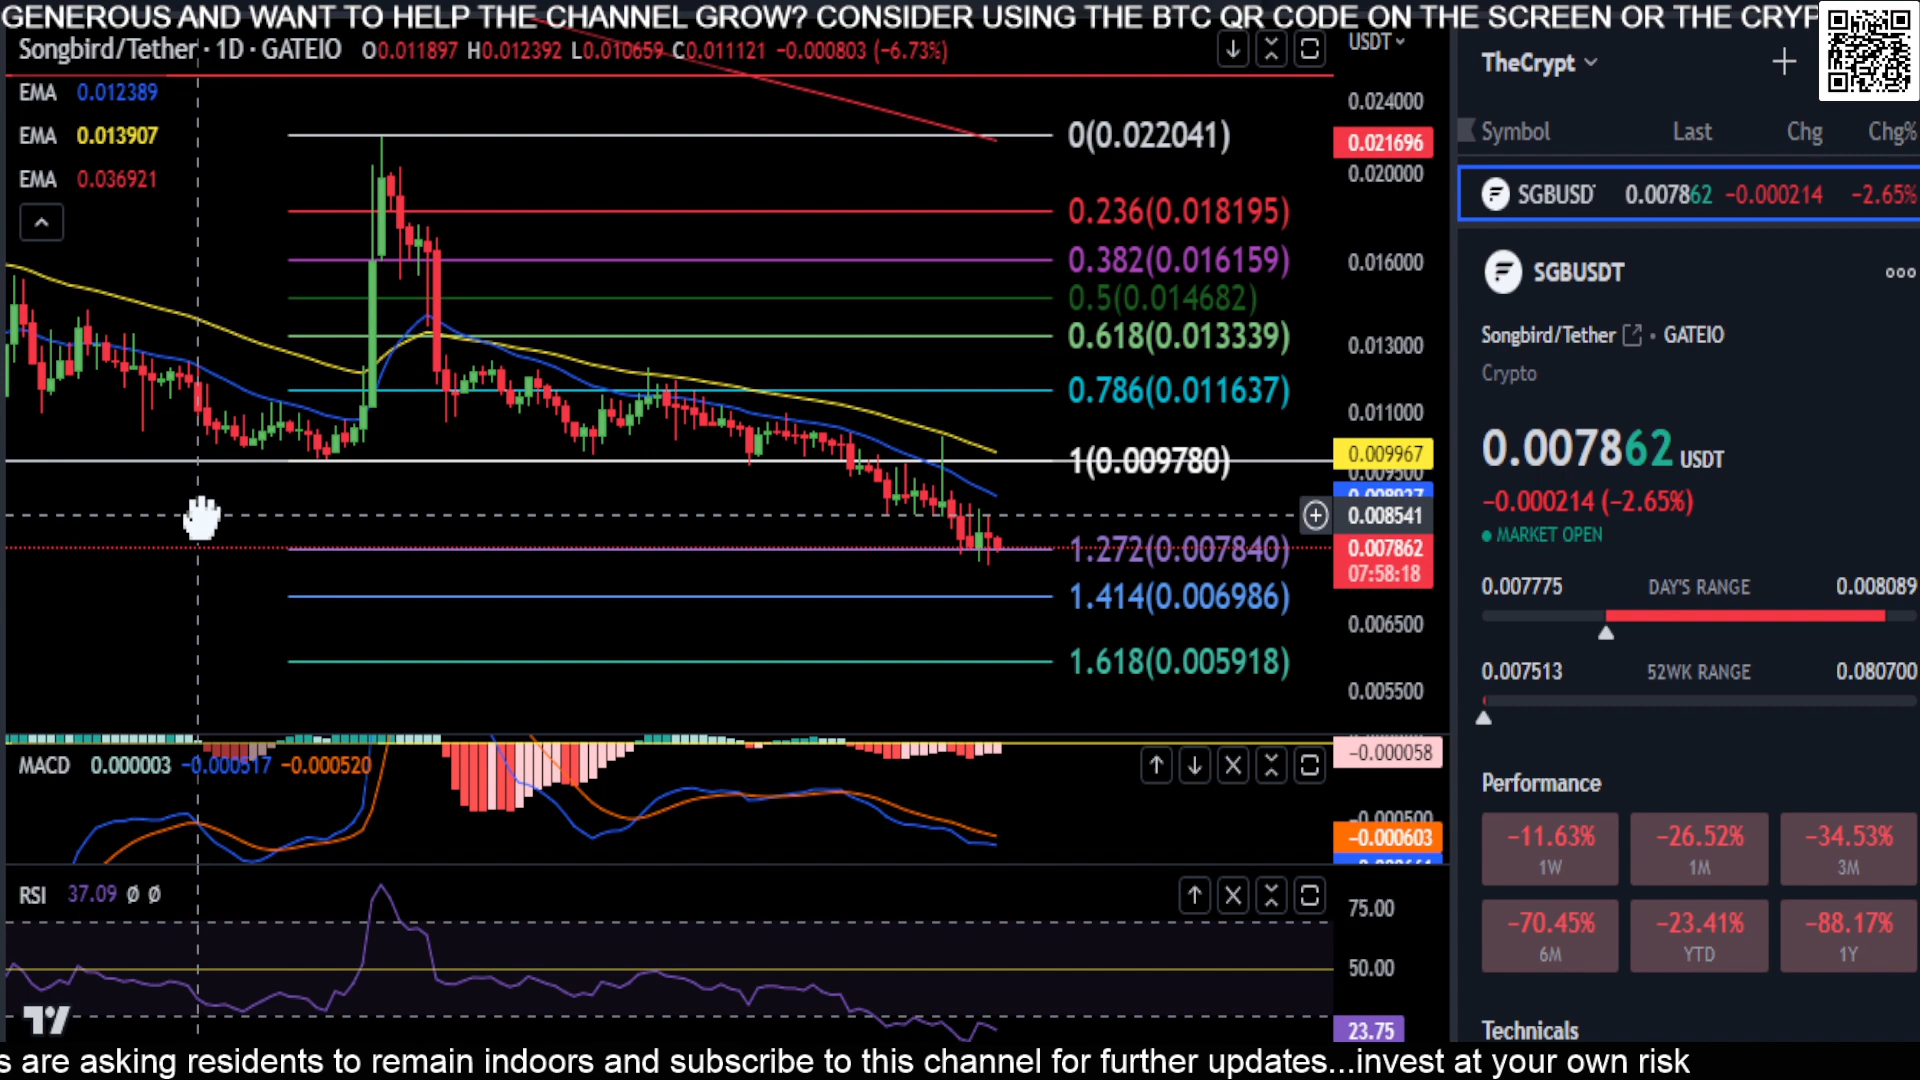 GENEROUS AND WANT TO HELP THE CHANNEL GROW? CONSIDER USING THE BTC QR CODE ON THE SCREEN OR THE CRYP
Songbird/Tether · 1D · GATEIO O0.011897 H0.012392 L0.010659 C0.011121 −0.000803 (−6.73%)
EMA 0.012389
EMA 0.013907
EMA 0.036921
0(0.022041)
0.236(0.018195)
0.382(0.016159)
0.5(0.014682)
0.618(0.013339)
0.786(0.011637)
1(0.009780)
1.272(0.007840)
1.414(0.006986)
1.618(0.005918)
USDT
0.024000
0.021696
0.020000
0.016000
0.013000
0.011000
0.009967
0.009500
0.008541
0.007862
07:58:18
0.006500
0.005500
MACD 0.000003 −0.000517 −0.000520
−0.000058
−0.000500
−0.000603
RSI 37.09 Ø Ø
75.00
50.00
23.75
TheCrypt
Symbol Last Chg Chg%
SGBUSD 0.007862 −0.000214 −2.65%
SGBUSDT
Songbird/Tether · GATEIO
Crypto
0.007862 USDT
−0.000214 (−2.65%)
MARKET OPEN
0.007775 DAY'S RANGE 0.008089
0.007513 52WK RANGE 0.080700
Performance
−11.63% −26.52% −34.53%
1W 1M 3M
−70.45% −23.41% −88.17%
6M YTD 1Y
Technicals
s are asking residents to remain indoors and subscribe to this channel for further updates...invest at your own risk